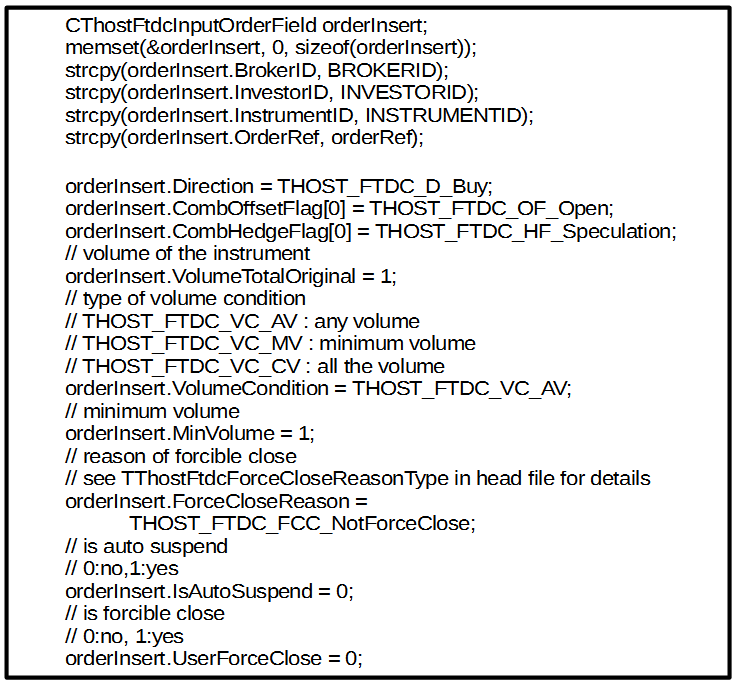 CThostFtdcInputOrderField orderInsert;
memset(&orderInsert, 0, sizeof(orderInsert));
strcpy(orderInsert.BrokerID, BROKERID);
strcpy(orderInsert.InvestorID, INVESTORID);
strcpy(orderInsert.InstrumentID, INSTRUMENTID);
strcpy(orderInsert.OrderRef, orderRef);

orderInsert.Direction = THOST_FTDC_D_Buy;
orderInsert.CombOffsetFlag[0] = THOST_FTDC_OF_Open;
orderInsert.CombHedgeFlag[0] = THOST_FTDC_HF_Speculation;
// volume of the instrument
orderInsert.VolumeTotalOriginal = 1;
// type of volume condition
// THOST_FTDC_VC_AV : any volume
// THOST_FTDC_VC_MV : minimum volume
// THOST_FTDC_VC_CV : all the volume
orderInsert.VolumeCondition = THOST_FTDC_VC_AV;
// minimum volume
orderInsert.MinVolume = 1;
// reason of forcible close
// see TThostFtdcForceCloseReasonType in head file for details
orderInsert.ForceCloseReason =
THOST_FTDC_FCC_NotForceClose;
// is auto suspend
// 0:no,1:yes
orderInsert.IsAutoSuspend = 0;
// is forcible close
// 0:no, 1:yes
orderInsert.UserForceClose = 0;